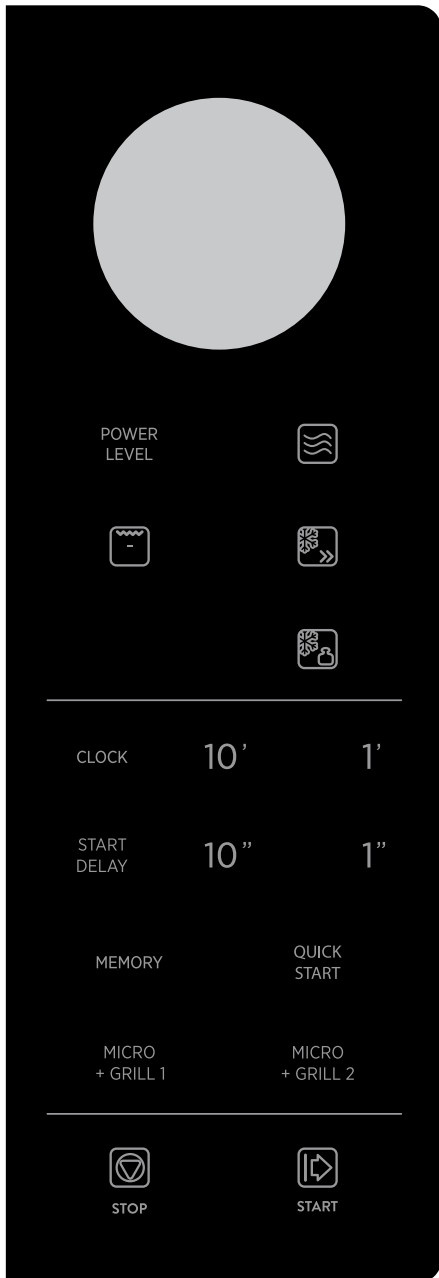 POWER
LEVEL
CLOCK
10’
1’
START
DELAY
10”
1”
MEMORY
QUICK
START
MICRO
+ GRILL 1
MICRO
+ GRILL 2
STOP
START